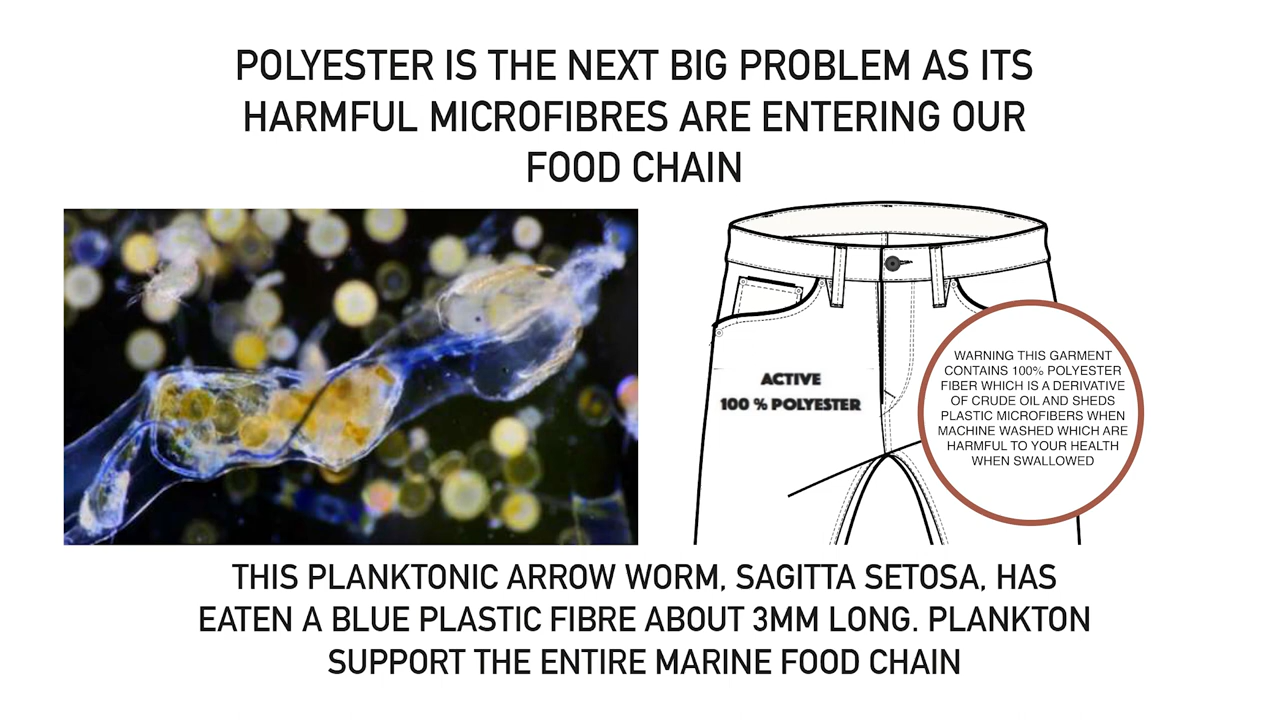 POLYESTER IS THE NEXT BIG PROBLEM AS ITS
HARMFUL MICROFIBRES ARE ENTERING OUR
FOOD CHAIN
ACTIVE
100 % POLYESTER
WARNING THIS GARMENT
CONTAINS 100% POLYESTER
FIBER WHICH IS A DERIVATIVE
OF CRUDE OIL AND SHEDS
PLASTIC MICROFIBERS WHEN
MACHINE WASHED WHICH ARE
HARMFUL TO YOUR HEALTH
WHEN SWALLOWED
THIS PLANKTONIC ARROW WORM, SAGITTA SETOSA, HAS
EATEN A BLUE PLASTIC FIBRE ABOUT 3MM LONG. PLANKTON
SUPPORT THE ENTIRE MARINE FOOD CHAIN